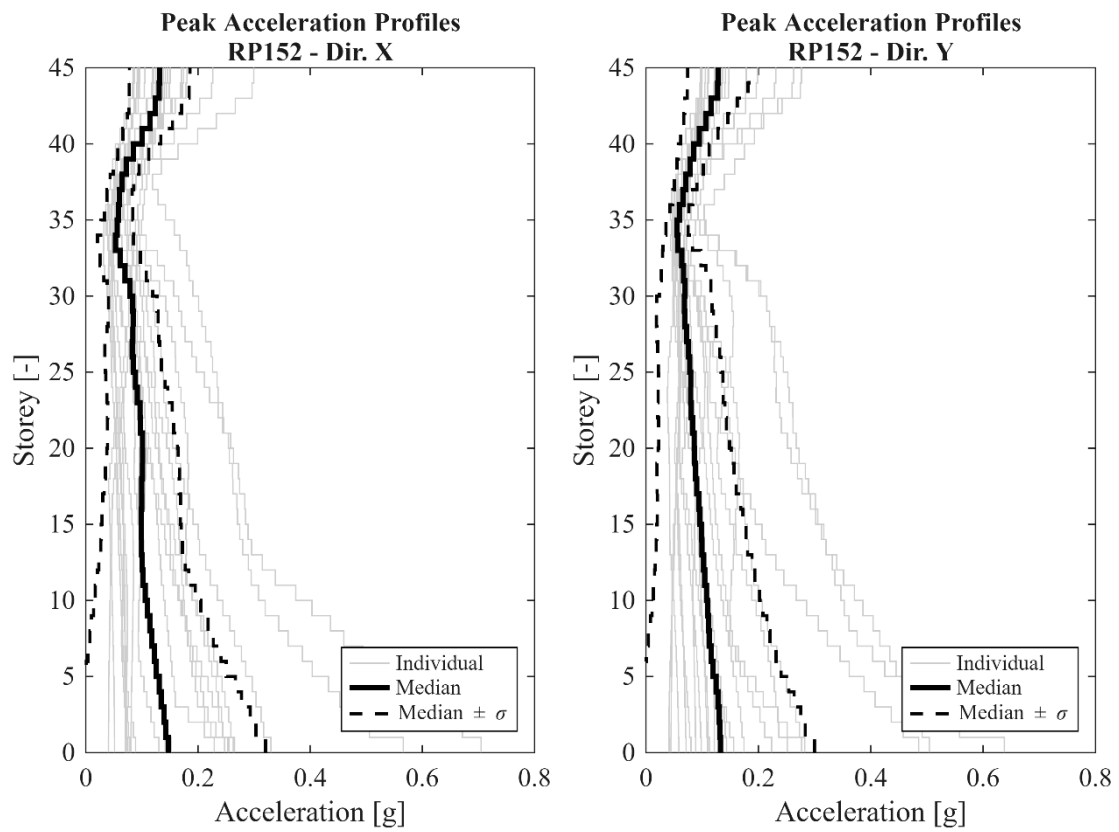 Peak Acceleration Profiles
RP152 - Dir. X
45
40
35
30
25
20
15
10
5
0
Storey [-]
0
0.2
0.4
0.6
0.8
Acceleration [g]
Individual
Median
Median ± σ
Peak Acceleration Profiles
RP152 - Dir. Y
45
40
35
30
25
20
15
10
5
0
Storey [-]
0
0.2
0.4
0.6
0.8
Acceleration [g]
Individual
Median
Median ± σ